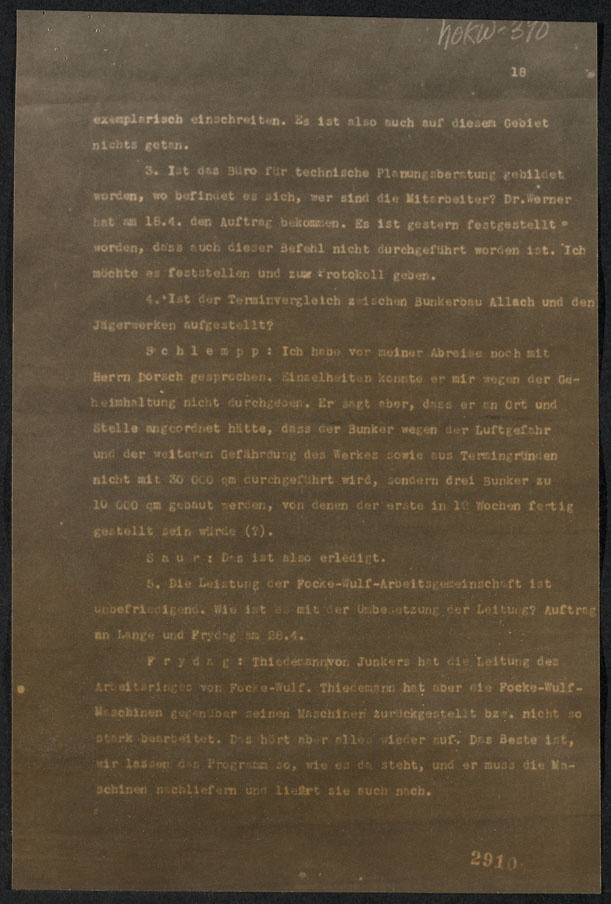 NOKW-370
18
exemplarisch einschreiten. Es ist also auch auf diesem Gebiet
nichts getan.
3. Ist das Büro für technische Planungsberatung gebildet
worden, wo befindet es sich, wer sind die Mitarbeiter? Dr.Werner
hat am 18.4. den Auftrag bekommen. Es ist gestern festgestellt
worden, dass auch dieser Befehl nicht durchgeführt worden ist. Ich
möchte es feststellen und zum Protokoll geben.
4. Ist der Terminvergleich zwischen Bunkerbau Allach und den
Jägerwerken aufgestellt?
S c h l e m p p : Ich habe vor meiner Abreise noch mit
Herrn Dorsch gesprochen. Einzelheiten konnte er mir wegen der Ge-
heimhaltung nicht durchgeben. Er sagt aber, dass er an Ort und
Stelle angeordnet hätte, dass der Bunker wegen der Luftgefahr
und der weiteren Gefährdung des Werkes sowie aus Termingründen
nicht mit 30 000 qm durchgeführt wird, sondern drei Bunker zu
10 000 qm gebaut werden, von denen der erste in 12 Wochen fertig
gestellt sein würde (?).
S a u r : Das ist also erledigt.
5. Die Leistung der Focke-Wulf-Arbeitsgemeinschaft ist
unbefriedigend. Wie ist es mit der Umbesetzung der Leitung? Auftrag
an Lange und Frydag am 28.4.
F r y d a g : Thiedemann von Junkers hat die Leitung des
Arbeitsringes von Focke-Wulf. Thiedemann hat aber die Focke-Wulf-
Maschinen gegenüber seinen Maschinen zurückgestellt bzw. nicht so
stark bearbeitet. Das hört aber alles wieder auf. Das Beste ist,
wir lassen das Programm so, wie es da steht, und er muss die Ma-
schinen nachliefern und liefert sie auch nach.
2910